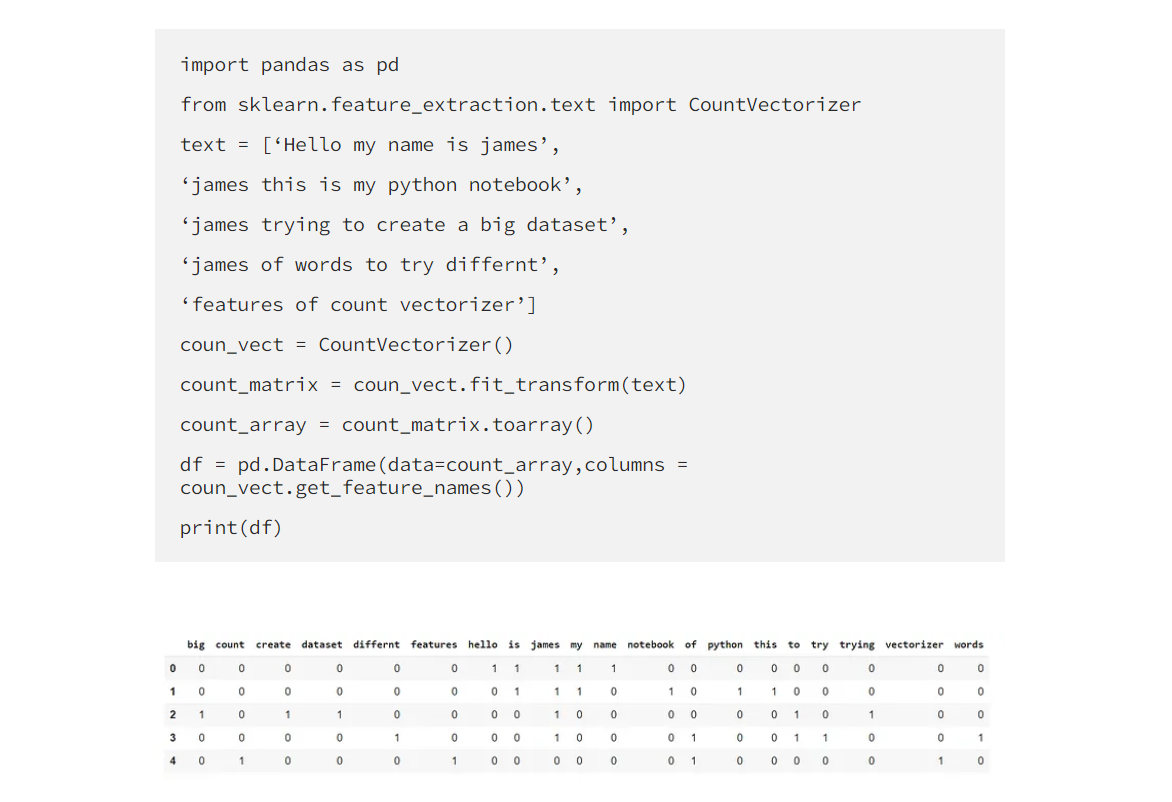 import pandas as pd
from sklearn.feature_extraction.text import CountVectorizer
text = [‘Hello my name is james’,
‘james this is my python notebook’,
‘james trying to create a big dataset’,
‘james of words to try differnt’,
‘features of count vectorizer’]
coun_vect = CountVectorizer()
count_matrix = coun_vect.fit_transform(text)
count_array = count_matrix.toarray()
df = pd.DataFrame(data=count_array,columns =
coun_vect.get_feature_names())
print(df)
big count create dataset differnt features hello is james my name notebook of python this to try trying vectorizer words
0 0 0 0 0 0 0 1 1 1 1 1 0 0 0 0 0 0 0 0 0
1 0 0 0 0 0 0 0 1 1 1 0 1 0 1 1 0 0 0 0 0
2 1 0 1 1 0 0 0 0 1 0 0 0 0 0 0 1 0 1 0 0
3 0 0 0 0 1 0 0 0 1 0 0 0 1 0 0 1 1 0 0 1
4 0 1 0 0 0 1 0 0 0 0 0 0 1 0 0 0 0 0 1 0